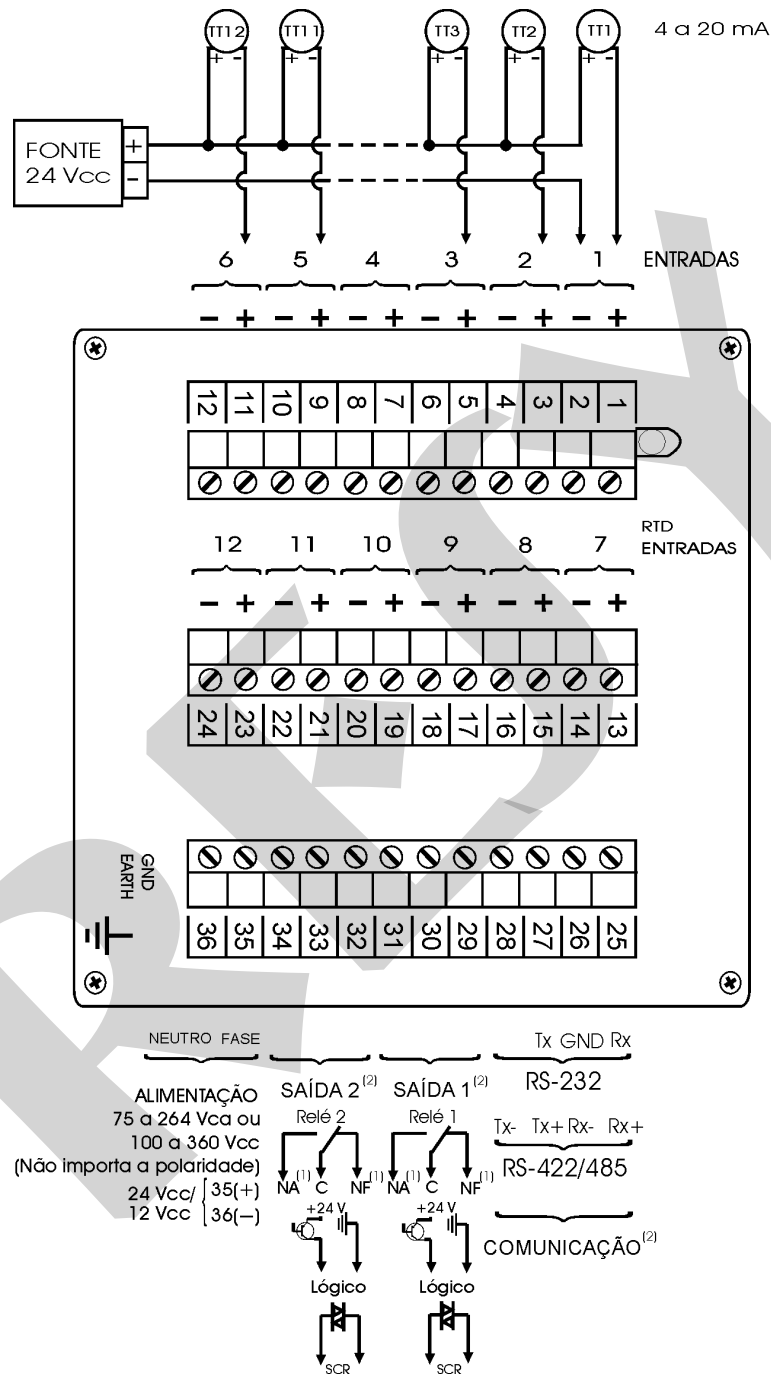 TT12 TT11 TT3 TT2 TT1 4 a 20 mA
+ - + - + - + - + -
FONTE +
24 Vcc -
6 5 4 3 2 1 ENTRADAS
- + - + - + - + - + - +
12 11 10 9 8 7 6 5 4 3 2 1
RTD
12 11 10 9 8 7 ENTRADAS
- + - + - + - + - + - +
24 23 22 21 20 19 18 17 16 15 14 13
GND
EARTH
36 35 34 33 32 31 30 29 28 27 26 25
NEUTRO FASE
ALIMENTAÇÃO
75 a 264 Vca ou
100 a 360 Vcc
(Não importa a polaridade)
24 Vcc/ 35(+)
12 Vcc 36(—)
SAÍDA 2 (2)
Relé 2
NA (1) C NF (1)
+24 V
Lógico
SCR
SAÍDA 1 (2)
Relé 1
NA (1) C NF (1)
+24 V
Lógico
SCR
Tx GND Rx
RS-232
Tx- Tx+ Rx- Rx+
RS-422/485
COMUNICAÇÃO (2)
PRESYS